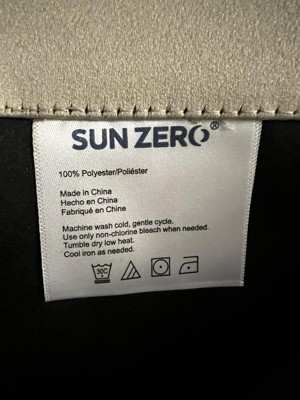 SUN ZERO®
100% Polyester/Poliéster
Made in China
Hecho en China
Fabriqué en Chine
Machine wash cold, gentle cycle.
Use only non-chlorine bleach when needed.
Tumble dry low heat.
Cool iron as needed.
30C